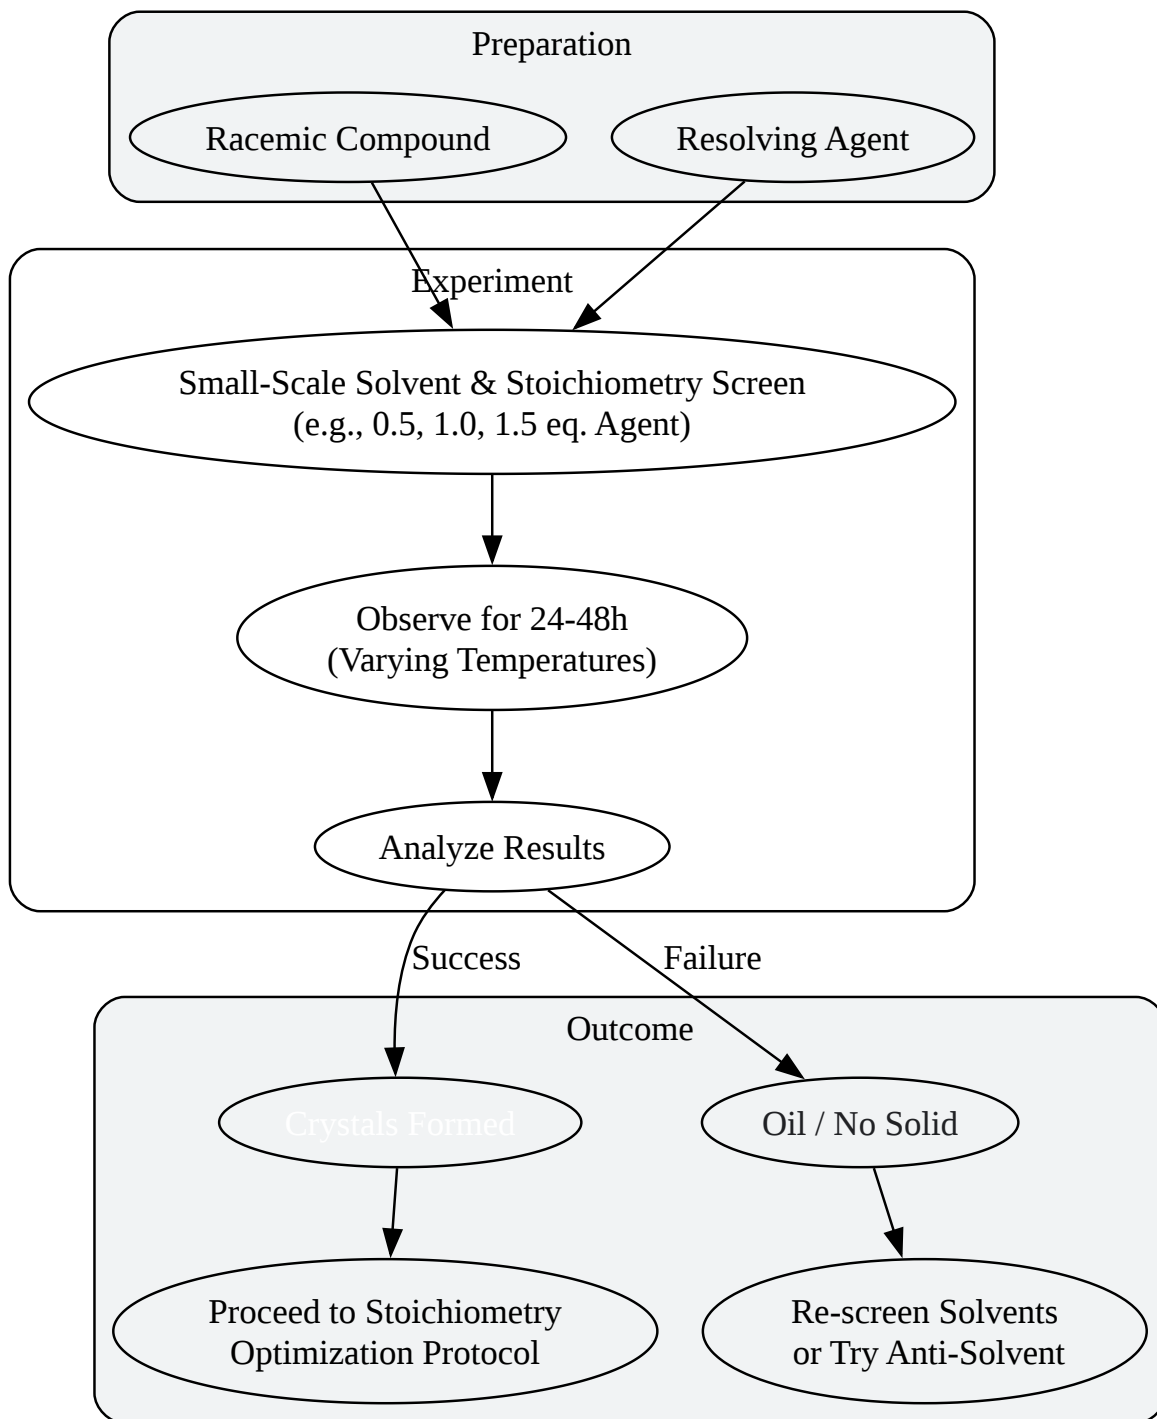 Preparation
Racemic Compound
Resolving Agent
Experiment
Small-Scale Solvent & Stoichiometry Screen
(e.g., 0.5, 1.0, 1.5 eq. Agent)
Observe for 24-48h
(Varying Temperatures)
Analyze Results
Success
Failure
Outcome
Crystals Formed
Oil / No Solid
Proceed to Stoichiometry
Optimization Protocol
Re-screen Solvents
or Try Anti-Solvent